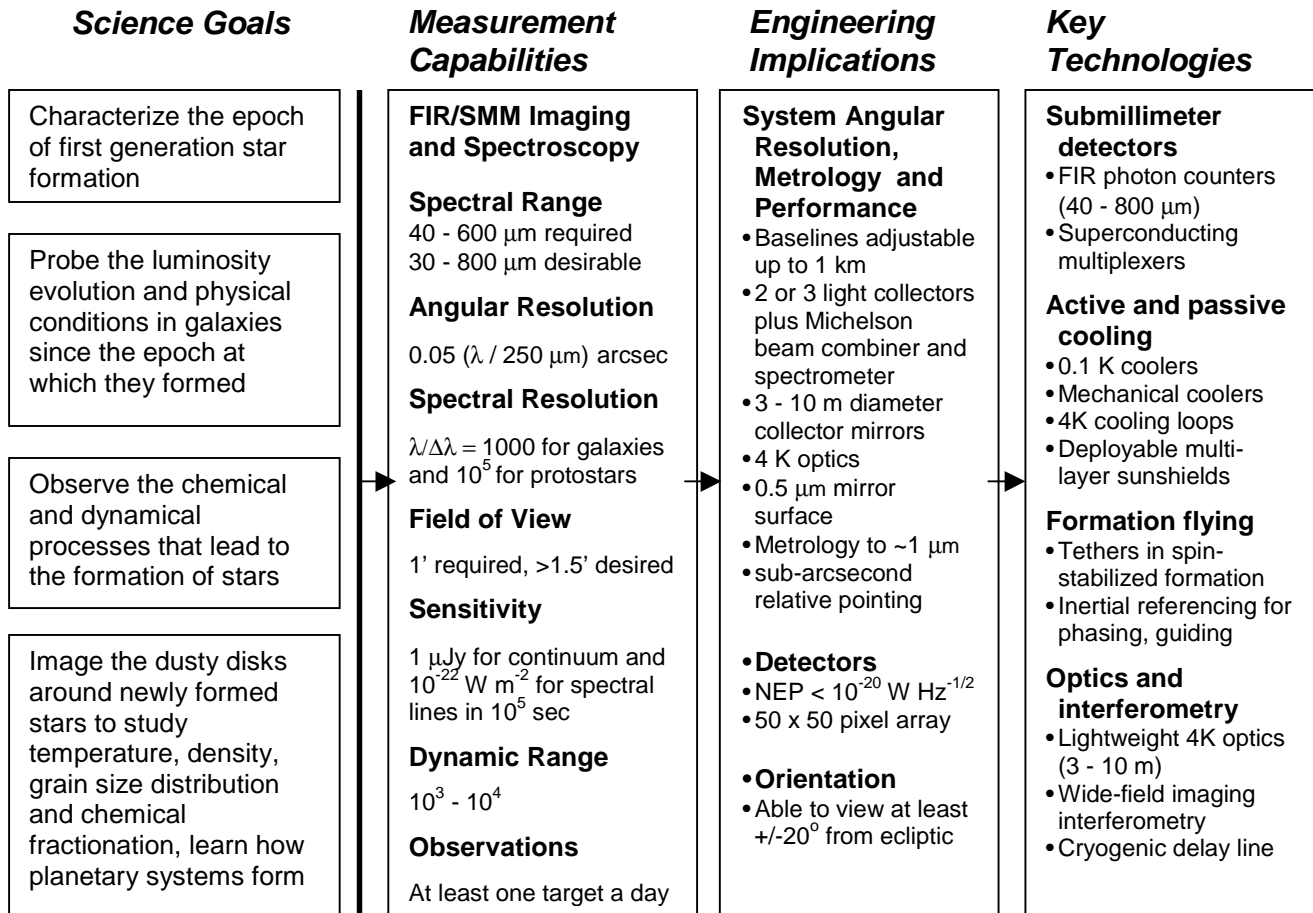 Science Goals
Measurement
Capabilities
Engineering
Implications
Key
Technologies
Characterize the epoch
of first generation star
formation
Probe the luminosity
evolution and physical
conditions in galaxies
since the epoch at
which they formed
Observe the chemical
and dynamical
processes that lead to
the formation of stars
Image the dusty disks
around newly formed
stars to study
temperature, density,
grain size distribution
and chemical
fractionation, learn how
planetary systems form
FIR/SMM Imaging
and Spectroscopy
Spectral Range
40 - 600 μm required
30 - 800 μm desirable
Angular Resolution
0.05 (λ / 250 μm) arcsec
Spectral Resolution
λ/Δλ = 1000 for galaxies
and 10⁵ for protostars
Field of View
1' required, >1.5' desired
Sensitivity
1 μJy for continuum and
10⁻²² W m⁻² for spectral
lines in 10⁵ sec
Dynamic Range
10³ - 10⁴
Observations
At least one target a day
System Angular
Resolution,
Metrology and
Performance
• Baselines adjustable
up to 1 km
• 2 or 3 light collectors
plus Michelson
beam combiner and
spectrometer
• 3 - 10 m diameter
collector mirrors
• 4 K optics
• 0.5 μm mirror
surface
• Metrology to ~1 μm
• sub-arcsecond
relative pointing
• Detectors
• NEP < 10⁻²⁰ W Hz⁻¹/²
• 50 x 50 pixel array
• Orientation
• Able to view at least
+/-20° from ecliptic
Submillimeter
detectors
• FIR photon counters
(40 - 800 μm)
• Superconducting
multiplexers
Active and passive
cooling
• 0.1 K coolers
• Mechanical coolers
• 4K cooling loops
• Deployable multi-
layer sunshields
Formation flying
• Tethers in spin-
stabilized formation
• Inertial referencing for
phasing, guiding
Optics and
interferometry
• Lightweight 4K optics
(3 - 10 m)
• Wide-field imaging
interferometry
• Cryogenic delay line